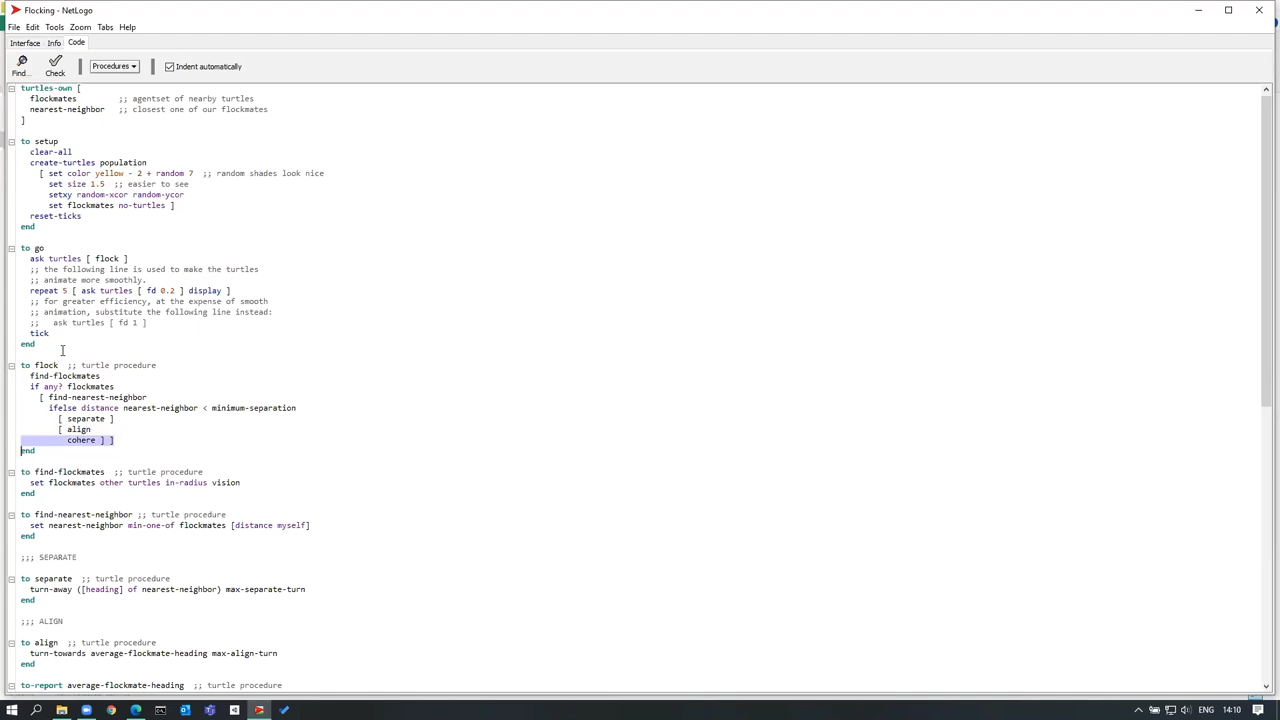 Flocking - NetLogo
File Edit Tools Zoom Tabs Help
Interface Info Code
Find... Check Procedures Indent automatically
turtles-own [
  flockmates         ;; agentset of nearby turtles
  nearest-neighbor   ;; closest one of our flockmates
]
to setup
  clear-all
  create-turtles population
    [ set color yellow - 2 + random 7  ;; random shades look nice
      set size 1.5  ;; easier to see
      setxy random-xcor random-ycor
      set flockmates no-turtles ]
  reset-ticks
end
to go
  ask turtles [ flock ]
  ;; the following line is used to make the turtles
  ;; animate more smoothly.
  repeat 5 [ ask turtles [ fd 0.2 ] display ]
  ;; for greater efficiency, at the expense of smooth
  ;; animation, substitute the following line instead:
  ;;   ask turtles [ fd 1 ]
  tick
end
to flock  ;; turtle procedure
  find-flockmates
  if any? flockmates
    [ find-nearest-neighbor
      ifelse distance nearest-neighbor < minimum-separation
        [ separate ]
        [ align
          cohere ] ]
end
to find-flockmates  ;; turtle procedure
  set flockmates other turtles in-radius vision
end
to find-nearest-neighbor ;; turtle procedure
  set nearest-neighbor min-one-of flockmates [distance myself]
end
;;; SEPARATE
to separate  ;; turtle procedure
  turn-away ([heading] of nearest-neighbor) max-separate-turn
end
;;; ALIGN
to align  ;; turtle procedure
  turn-towards average-flockmate-heading max-align-turn
end
to-report average-flockmate-heading  ;; turtle procedure
ENG 14:10